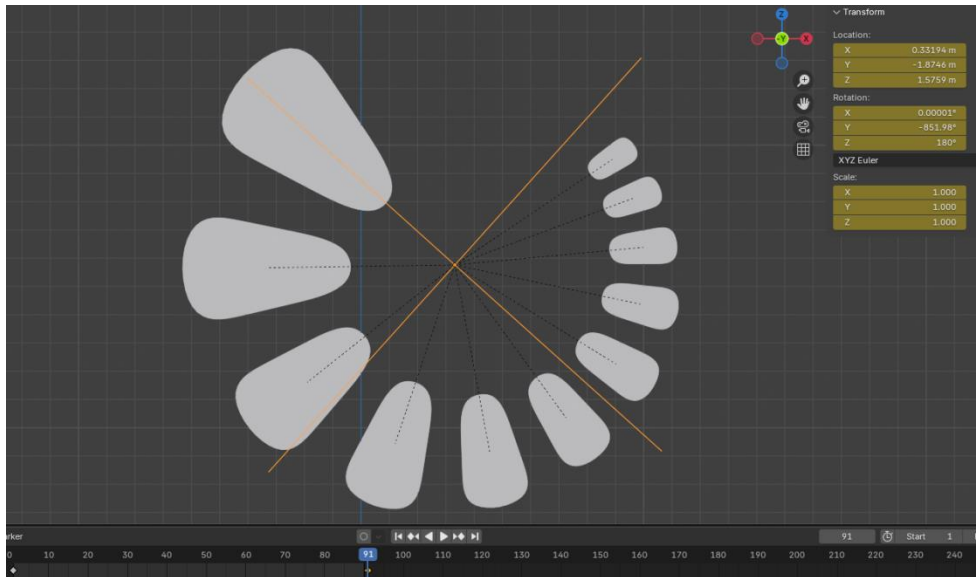 Transform
Z
-Y
X
Location:
X 0.33194 m
Y -1.8746 m
Z 1.5759 m
Rotation:
X 0.00001°
Y -851.98°
Z 180°
XYZ Euler
Scale:
X 1.000
Y 1.000
Z 1.000
arker
91
Start 1
0 10 20 30 40 50 60 70 80 91 100 110 120 130 140 150 160 170 180 190 200 210 220 230 240